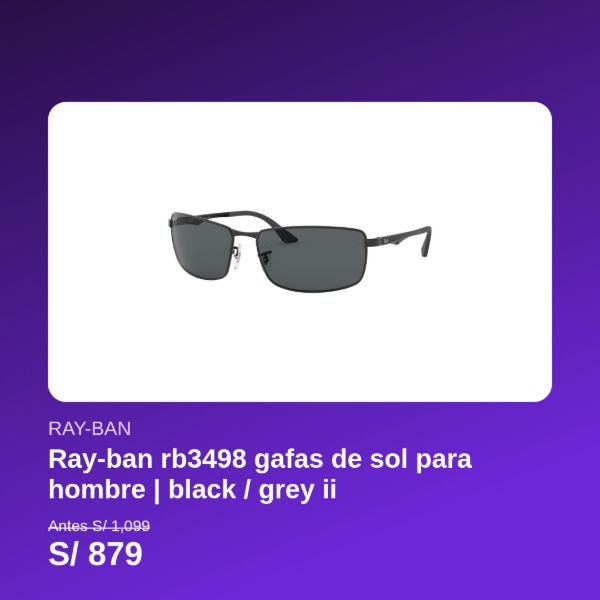 RAY-BAN
Ray-ban rb3498 gafas de sol para
hombre | black / grey ii
Antes S/ 1,099
S/ 879